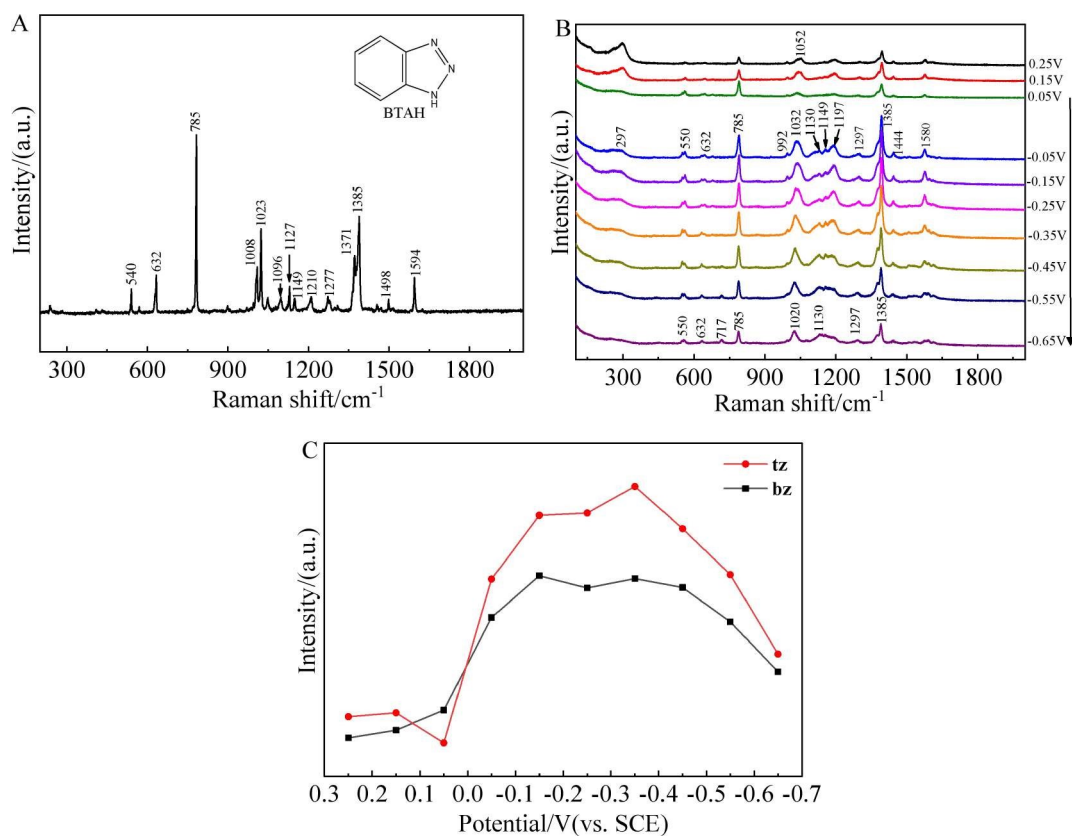 A
N
N
N
H
BTAH
785
540
632
1008
1023
1096
1127
1149
1210
1277
1371
1385
1498
1594
Intensity/(a.u.)
300 600 900 1200 1500 1800
Raman shift/cm-1
B
1052
0.25V
0.15V
0.05V
297
550
632
785
992
1032
1130
1149
1197
1297
1385
1444
1580
-0.05V
-0.15V
-0.25V
-0.35V
-0.45V
-0.55V
-0.65V
550
632
717
785
1020
1130
1297
1385
Intensity/(a.u.)
300 600 900 1200 1500 1800
Raman shift/cm-1
C
tz
bz
Intensity/(a.u.)
0.3 0.2 0.1 0.0 -0.1 -0.2 -0.3 -0.4 -0.5 -0.6 -0.7
Potential/V(vs. SCE)